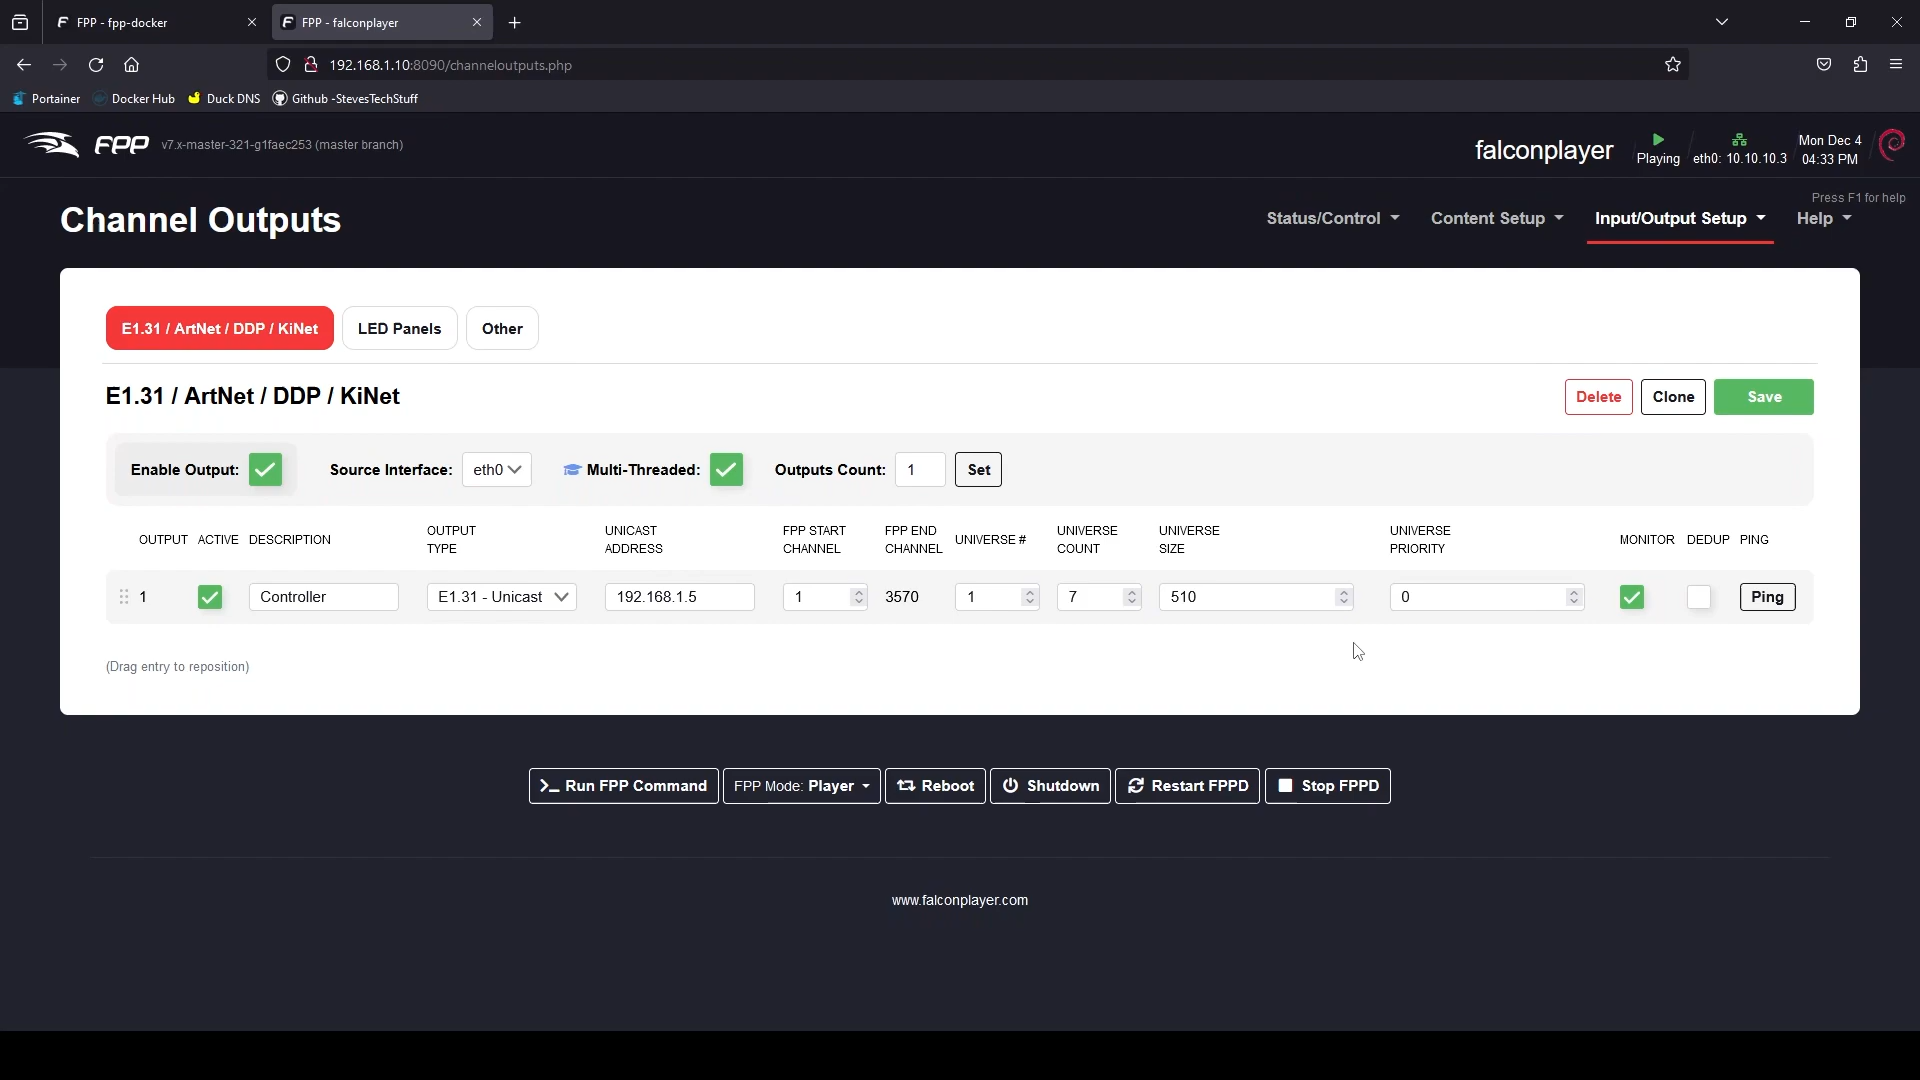 FPP - fpp-docker
FPP - falconplayer
192.168.1.10:8090/channeloutputs.php
Portainer
Docker Hub
Duck DNS
Github -StevesTechStuff
FPP
v7.x-master-321-g1faec253 (master branch)
falconplayer
Playing
eth0: 10.10.10.3
Mon Dec 4
04:33 PM
Press F1 for help
Channel Outputs
Status/Control
Content Setup
Input/Output Setup
Help
E1.31 / ArtNet / DDP / KiNet
LED Panels
Other
E1.31 / ArtNet / DDP / KiNet
Delete
Clone
Save
Enable Output:
Source Interface:
eth0
Multi-Threaded:
Outputs Count:
1
Set
OUTPUT
ACTIVE
DESCRIPTION
OUTPUT
TYPE
UNICAST
ADDRESS
FPP START
CHANNEL
FPP END
CHANNEL
UNIVERSE #
UNIVERSE
COUNT
UNIVERSE
SIZE
UNIVERSE
PRIORITY
MONITOR
DEDUP
PING
1
Controller
E1.31 - Unicast
192.168.1.5
1
3570
1
7
510
0
Ping
(Drag entry to reposition)
Run FPP Command
FPP Mode: Player
Reboot
Shutdown
Restart FPPD
Stop FPPD
www.falconplayer.com